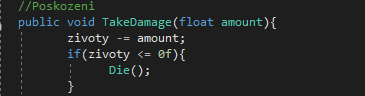 //Poskozeni
public void TakeDamage(float amount){
zivoty -= amount;
if(zivoty <= 0f){
Die();
}